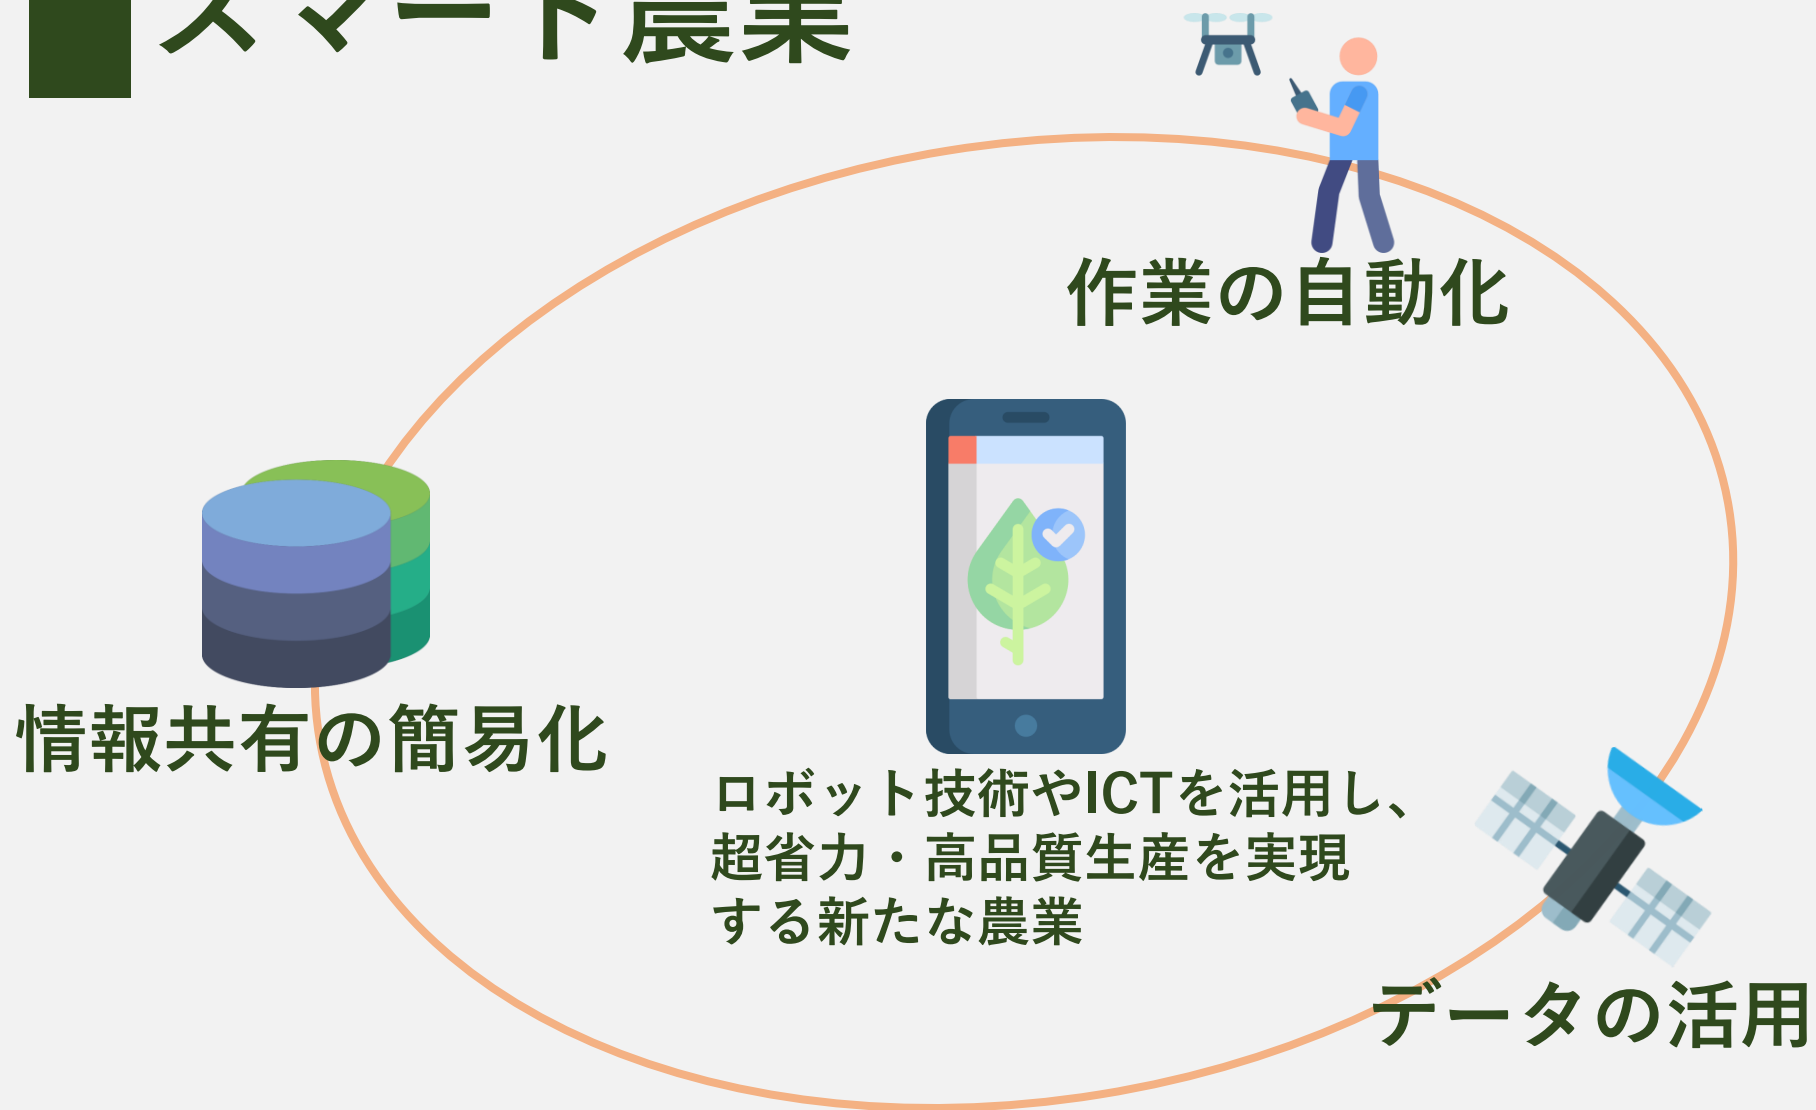 スマート農業
作業の自動化
情報共有の簡易化
ロボット技術やICTを活用し、
超省力・高品質生産を実現
する新たな農業
データの活用